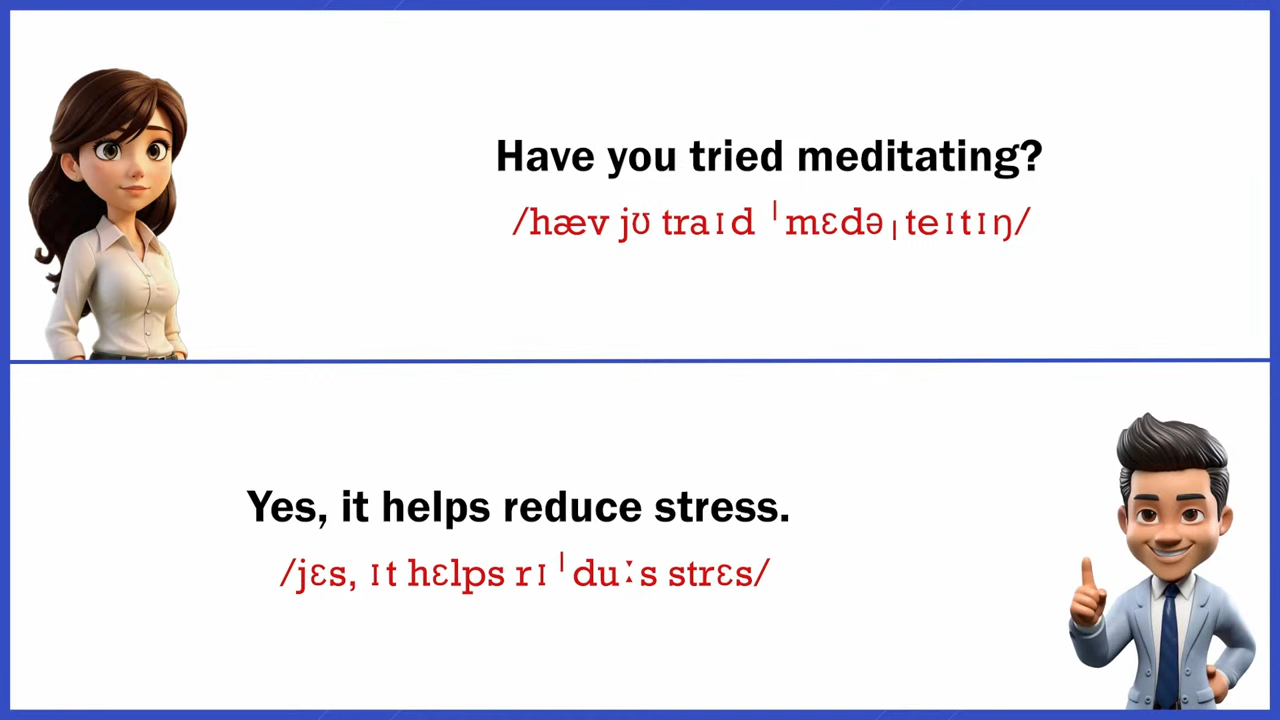 Have you tried meditating?
/hæv jʊ traɪd ˈmɛdəˌteɪtɪŋ/
Yes, it helps reduce stress.
/jɛs, ɪt hɛlps rɪˈduːs strɛs/